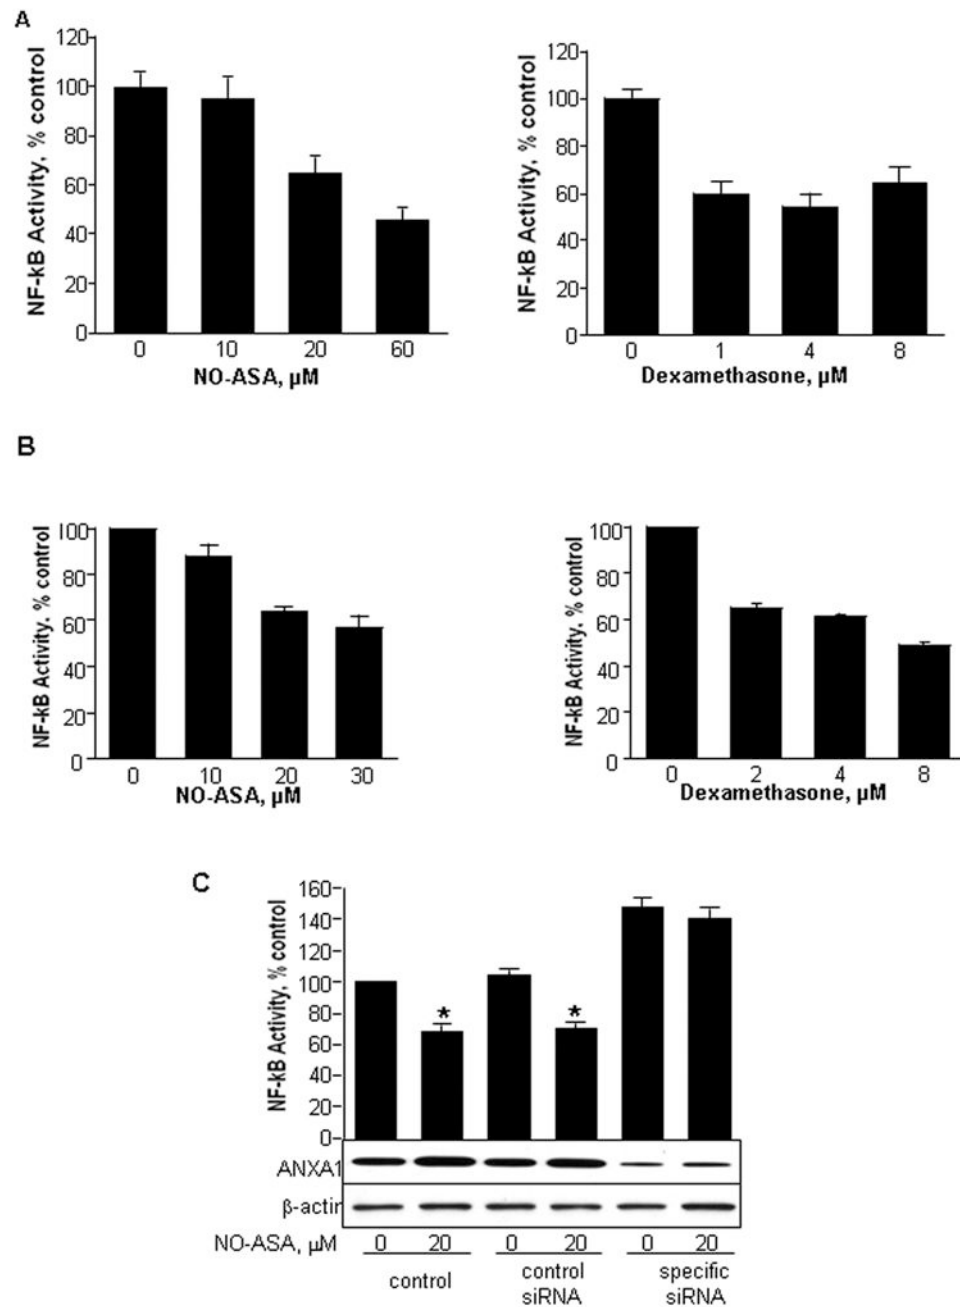 A
NF-kB Activity, % control
120
100
80
60
40
20
0
0 10 20 60
NO-ASA, µM
NF-kB Activity, % control
120
100
80
60
40
20
0
0 1 4 8
Dexamethasone, µM
B
NF-kB Activity, % control
100
80
60
40
20
0
0 10 20 30
NO-ASA, µM
NF-kB Activity, % control
100
80
60
40
20
0
0 2 4 8
Dexamethasone, µM
C
NF-kB Activity, % control
160
140
120
100
80
60
40
20
0
* *
ANXA1
β-actin
NO-ASA, µM 0 20 0 20 0 20
control control siRNA specific siRNA